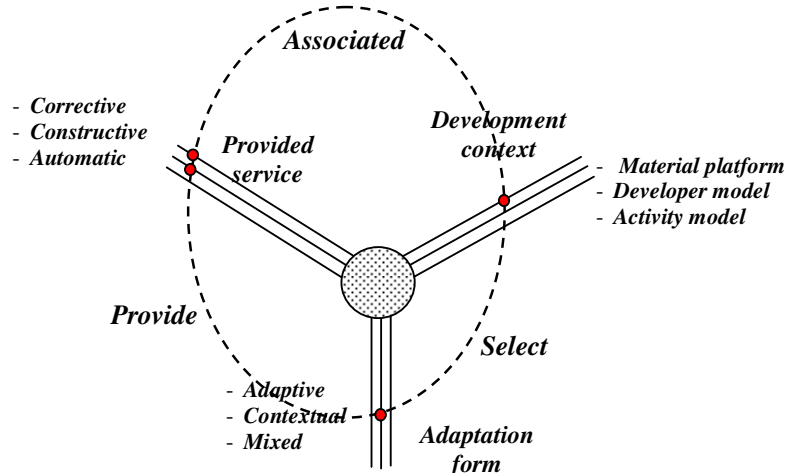 Associated
- Corrective
- Constructive
- Automatic
Provided
service
Development
context
- Material platform
- Developer model
- Activity model
Provide
Select
- Adaptive
- Contextual
- Mixed
Adaptation
form